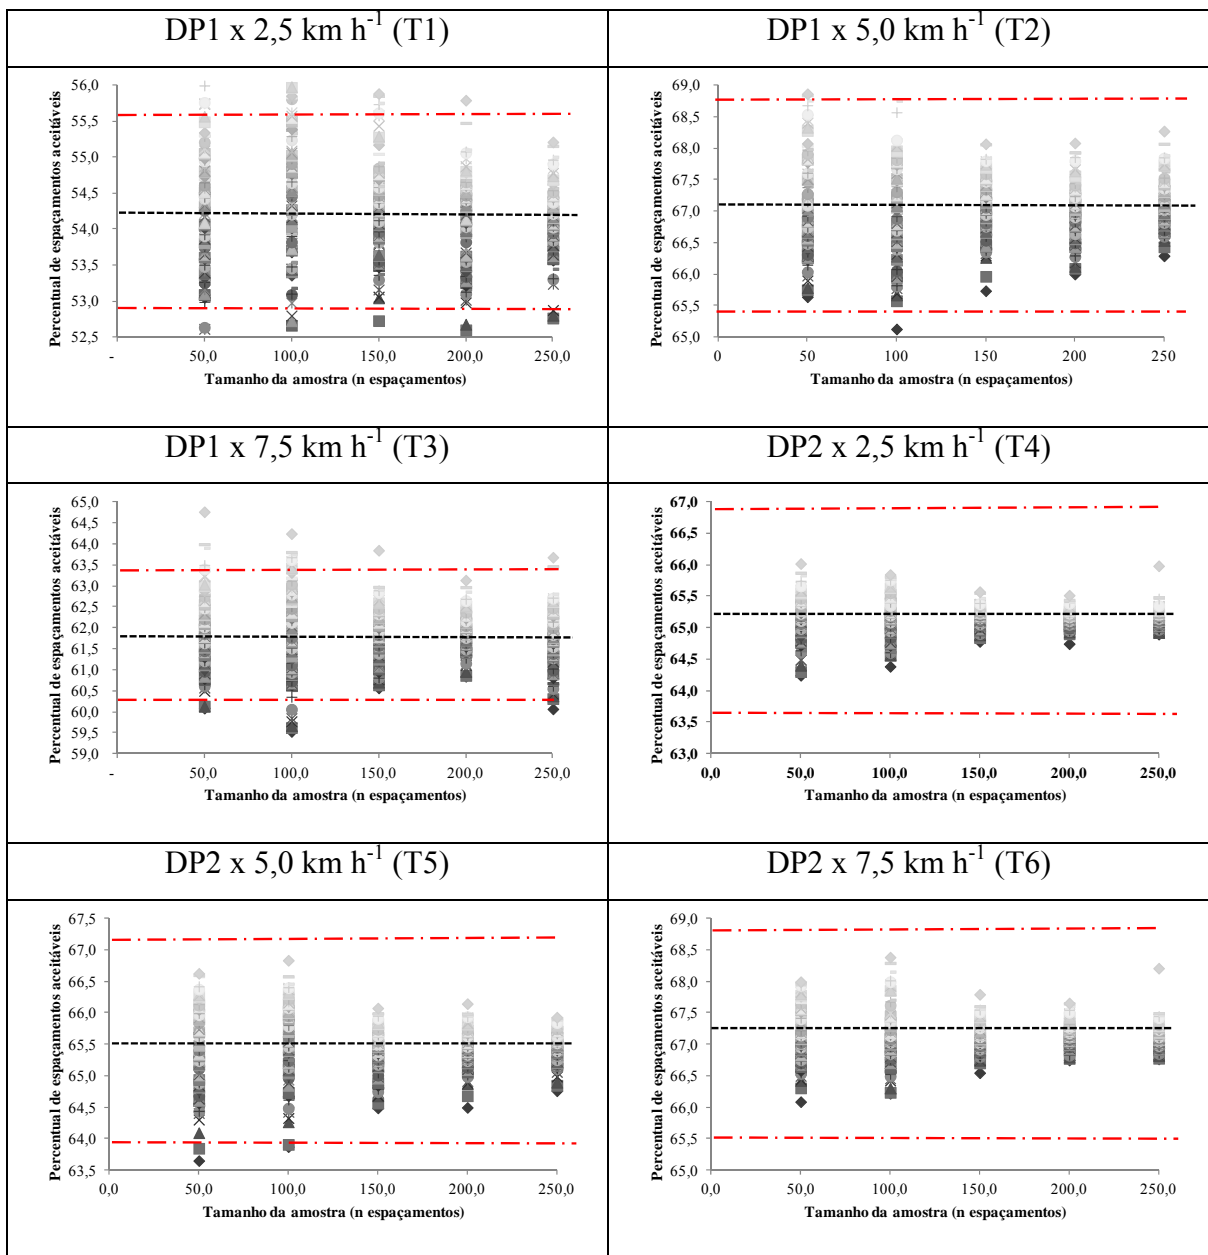 DP1 x 2,5 km h⁻¹ (T1)
DP1 x 5,0 km h⁻¹ (T2)
Percentual de espaçamentos aceitáveis
56,0
55,5
55,0
54,5
54,0
53,5
53,0
52,5
- 50,0 100,0 150,0 200,0 250,0
Tamanho da amostra (n espaçamentos)
Percentual de espaçamentos aceitáveis
69,0
68,5
68,0
67,5
67,0
66,5
66,0
65,5
65,0
0 50 100 150 200 250
Tamanho da amostra (n espaçamentos)
DP1 x 7,5 km h⁻¹ (T3)
DP2 x 2,5 km h⁻¹ (T4)
Percentual de espaçamentos aceitáveis
65,0
64,5
64,0
63,5
63,0
62,5
62,0
61,5
61,0
60,5
60,0
59,5
59,0
- 50,0 100,0 150,0 200,0 250,0
Tamanho da amostra (n espaçamentos)
Percentual de espaçamentos aceitáveis
67,0
66,5
66,0
65,5
65,0
64,5
64,0
63,5
63,0
0,0 50,0 100,0 150,0 200,0 250,0
Tamanho da amostra (n espaçamentos)
DP2 x 5,0 km h⁻¹ (T5)
DP2 x 7,5 km h⁻¹ (T6)
Percentual de espaçamentos aceitáveis
67,5
67,0
66,5
66,0
65,5
65,0
64,5
64,0
63,5
0,0 50,0 100,0 150,0 200,0 250,0
Tamanho da amostra (n espaçamentos)
Percentual de espaçamentos aceitáveis
69,0
68,5
68,0
67,5
67,0
66,5
66,0
65,5
65,0
0,0 50,0 100,0 150,0 200,0 250,0
Tamanho da amostra (n espaçamentos)